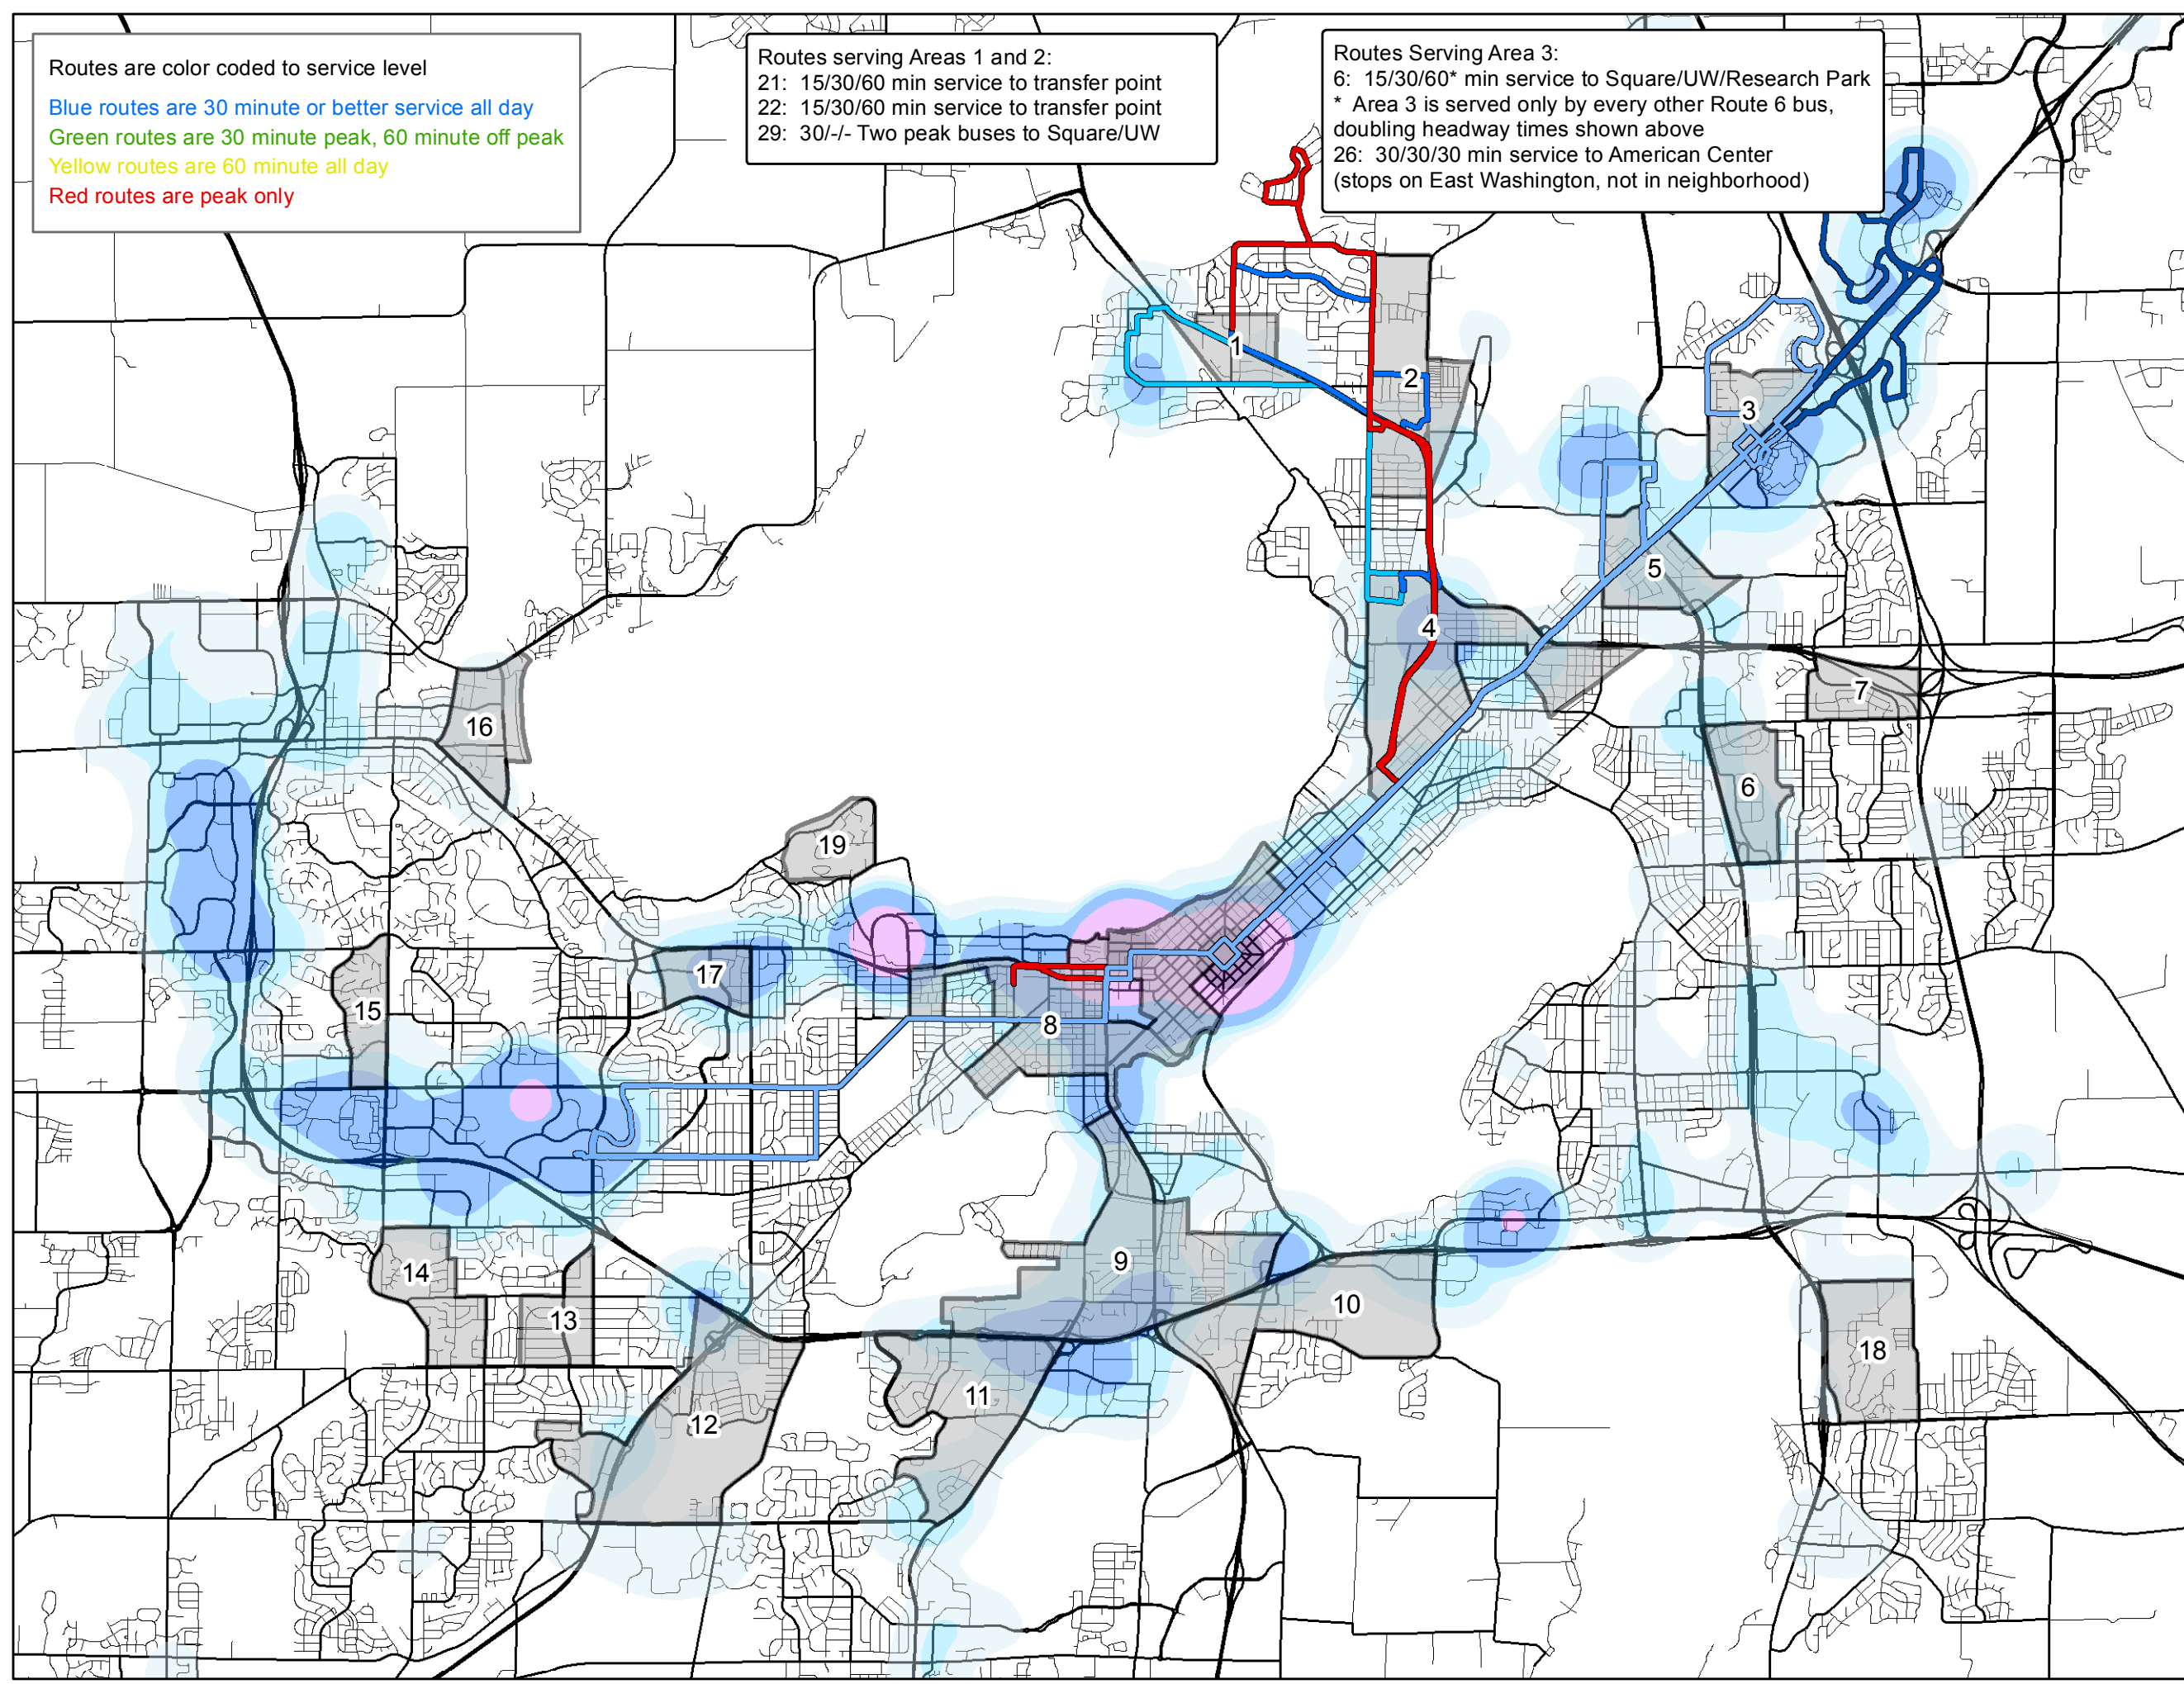 Routes are color coded to service level
Blue routes are 30 minute or better service all day
Green routes are 30 minute peak, 60 minute off peak
Yellow routes are 60 minute all day
Red routes are peak only
Routes serving Areas 1 and 2:
21: 15/30/60 min service to transfer point
22: 15/30/60 min service to transfer point
29: 30/-/- Two peak buses to Square/UW
Routes Serving Area 3:
6: 15/30/60* min service to Square/UW/Research Park
* Area 3 is served only by every other Route 6 bus,
doubling headway times shown above
26: 30/30/30 min service to American Center
(stops on East Washington, not in neighborhood)
1
2
3
5
4
7
16
6
19
17
15
8
9
14
10
13
18
11
12